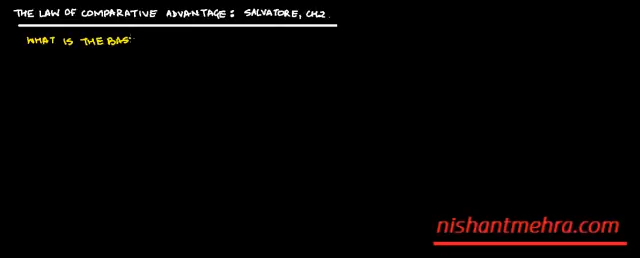 THE LAW OF COMPARATIVE ADVANTAGE: SALVATORE, CH2.
WHAT IS THE BAS
nishantmehra.com